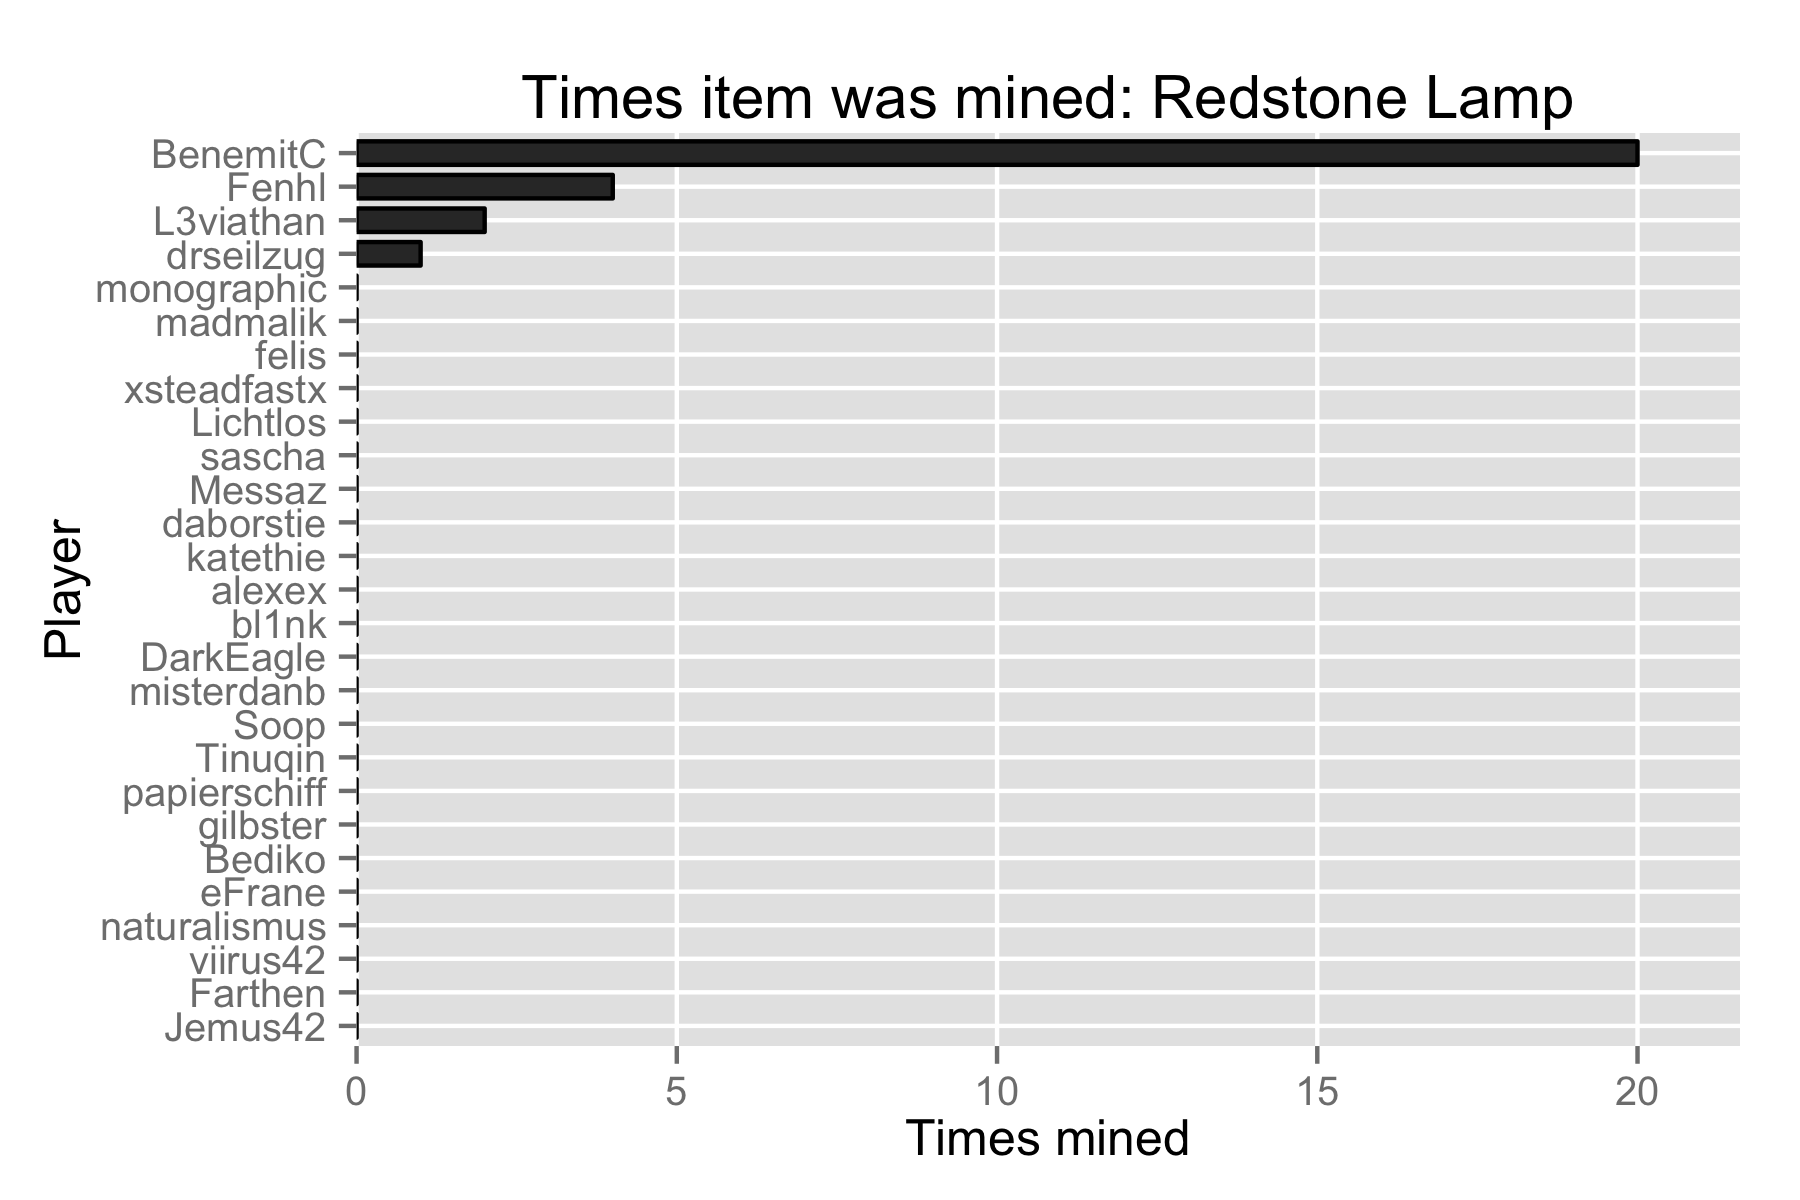 Times item was mined: Redstone Lamp
BenemitC
Fenhl
L3viathan
drseilzug
monographic
madmalik
felis
xsteadfastx
Lichtlos
sascha
Messaz
daborstie
katethie
alexex
bl1nk
DarkEagle
misterdanb
Soop
Tinuqin
papierschiff
gilbster
Bediko
eFrane
naturalismus
viirus42
Farthen
Jemus42
Player
0 5 10 15 20
Times mined